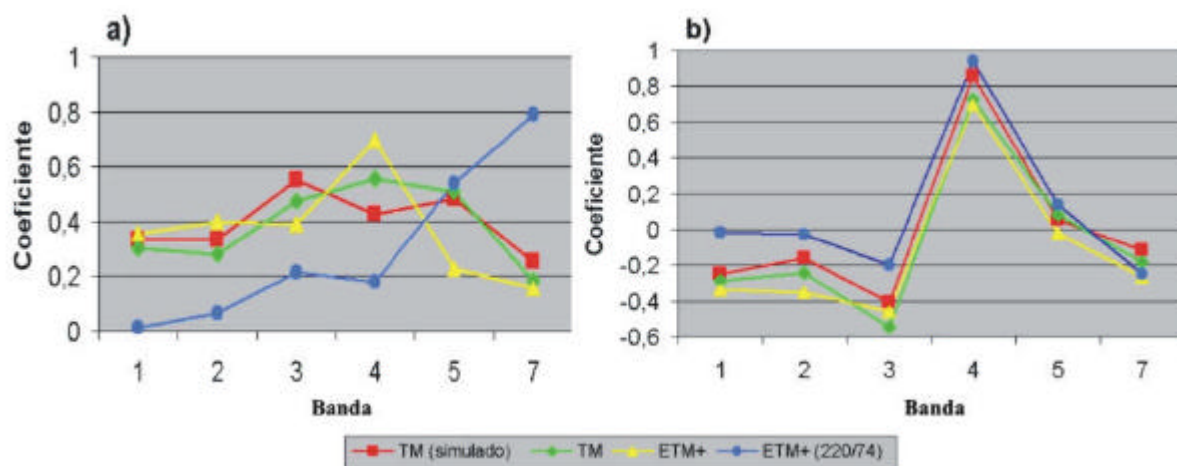 a)
Coeficiente
1
0,8
0,6
0,4
0,2
0
1 2 3 4 5 7
Banda
b)
Coeficiente
1
0,8
0,6
0,4
0,2
0
-0,2
-0,4
-0,6
1 2 3 4 5 7
Banda
TM (simulado) TM ETM+ ETM+ (220/74)